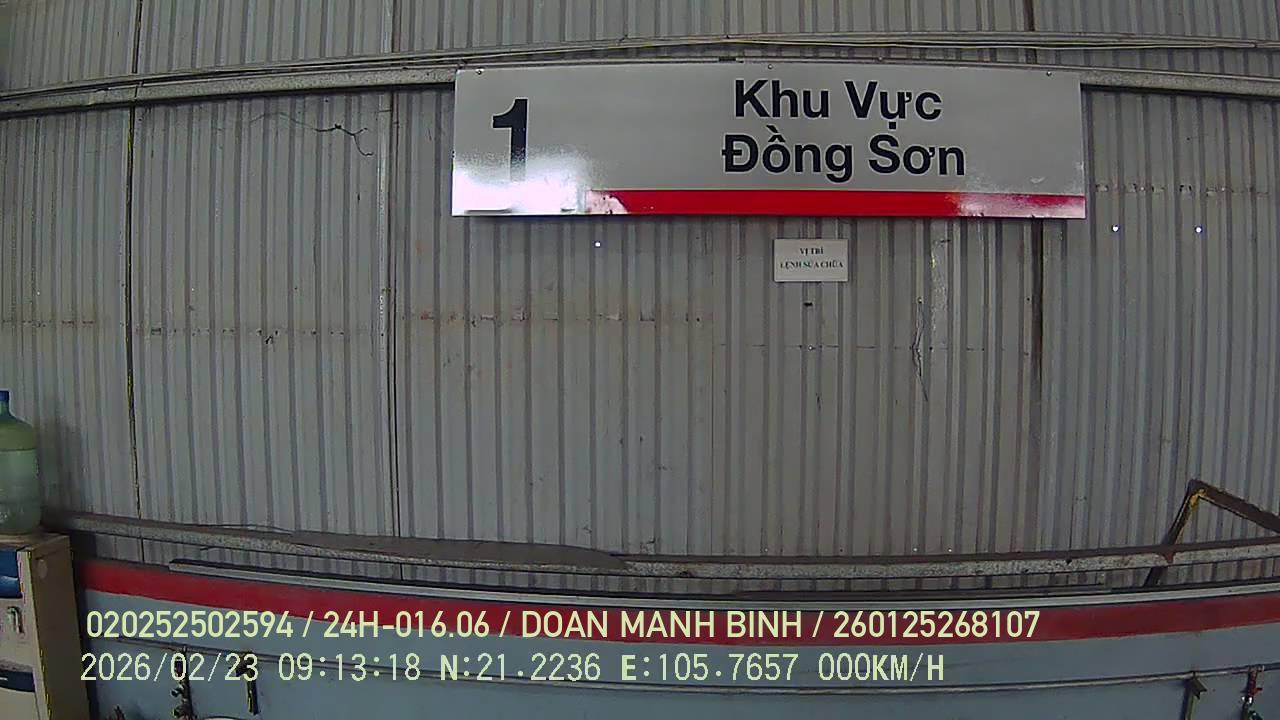 1
Khu Vực
Đồng Sơn
VỊ TRÍ
LỆNH SỬA CHỮA
020252502594 / 24H-016.06 / DOAN MANH BINH / 260125268107
2026/02/23 09:13:18 N:21.2236 E:105.7657 000KM/H